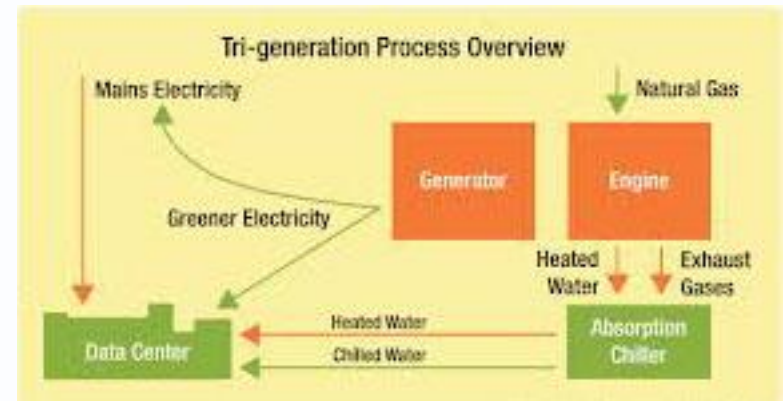 Tri-generation Process Overview
Mains Electricity
Natural Gas
Generator
Engine
Greener Electricity
Heated
Water
Exhaust
Gases
Heated Water
Chilled Water
Data Center
Absorption
Chiller